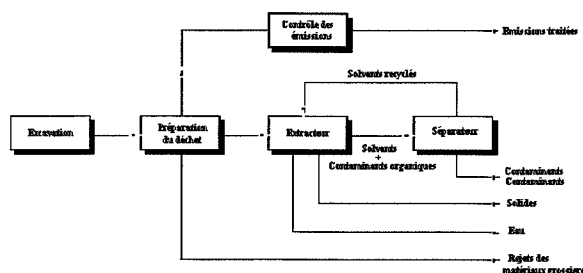 Contrôle des
émissions
Emissions traitées
Solvants recyclés
Excavation
Préparation
du déchet
Extracteur
Séparateur
Solvants
+
Contaminants organiques
Contaminants
Contaminants
Solides
Eau
Rejets des
matériaux grossiers